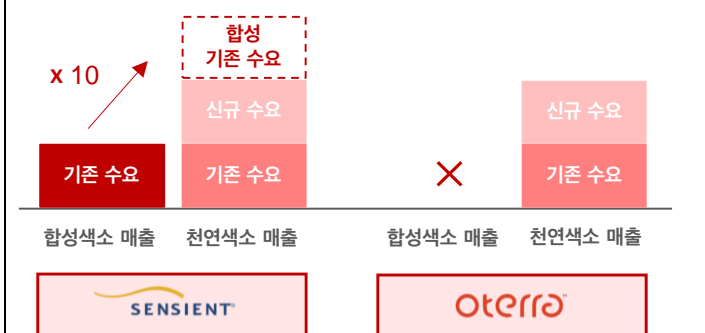 합성
기존 수요
x 10
신규 수요
신규 수요
기존 수요
기존 수요
기존 수요
합성색소 매출
천연색소 매출
합성색소 매출
천연색소 매출
SENSIENT®
oterra™